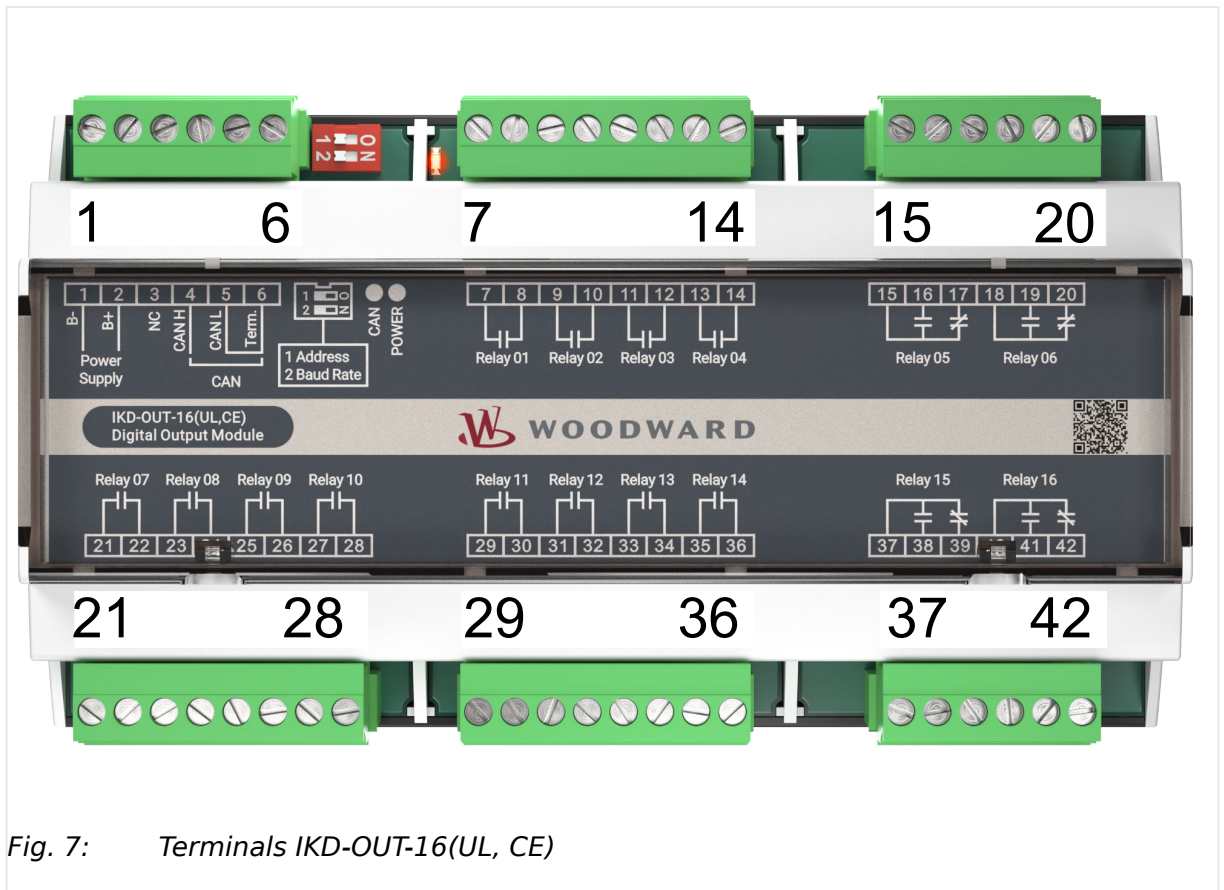 ON
1 2
1 6 7 14 15 20
1 2 3 4 5 6
B- B+ NC CAN H CAN L Term.
Power
Supply
CAN
1 O
2 N
1 Address
2 Baud Rate
CAN POWER
7 8 9 10 11 12 13 14
Relay 01 Relay 02 Relay 03 Relay 04
15 16 17 18 19 20
Relay 05 Relay 06
IKD-OUT-16(UL,CE)
Digital Output Module
W WOODWARD
Relay 07 Relay 08 Relay 09 Relay 10
21 22 23 25 26 27 28
Relay 11 Relay 12 Relay 13 Relay 14
29 30 31 32 33 34 35 36
Relay 15 Relay 16
37 38 39 41 42
21 28 29 36 37 42
Fig. 7: Terminals IKD-OUT-16(UL, CE)